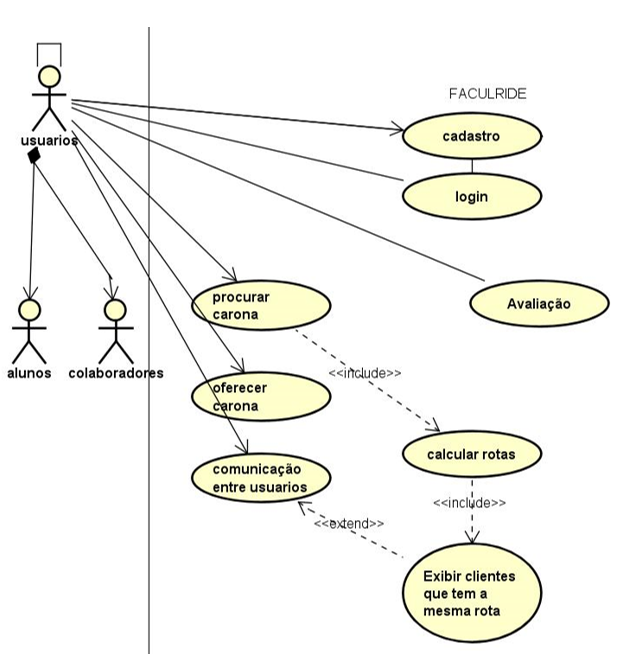 FACULRIDE
usuarios
cadastro
login
procurar
carona
Avaliação
alunos
colaboradores
<<include>>
oferecer
carona
calcular rotas
comunicação
entre usuarios
<<include>>
<<extend>>
Exibir clientes
que tem a
mesma rota